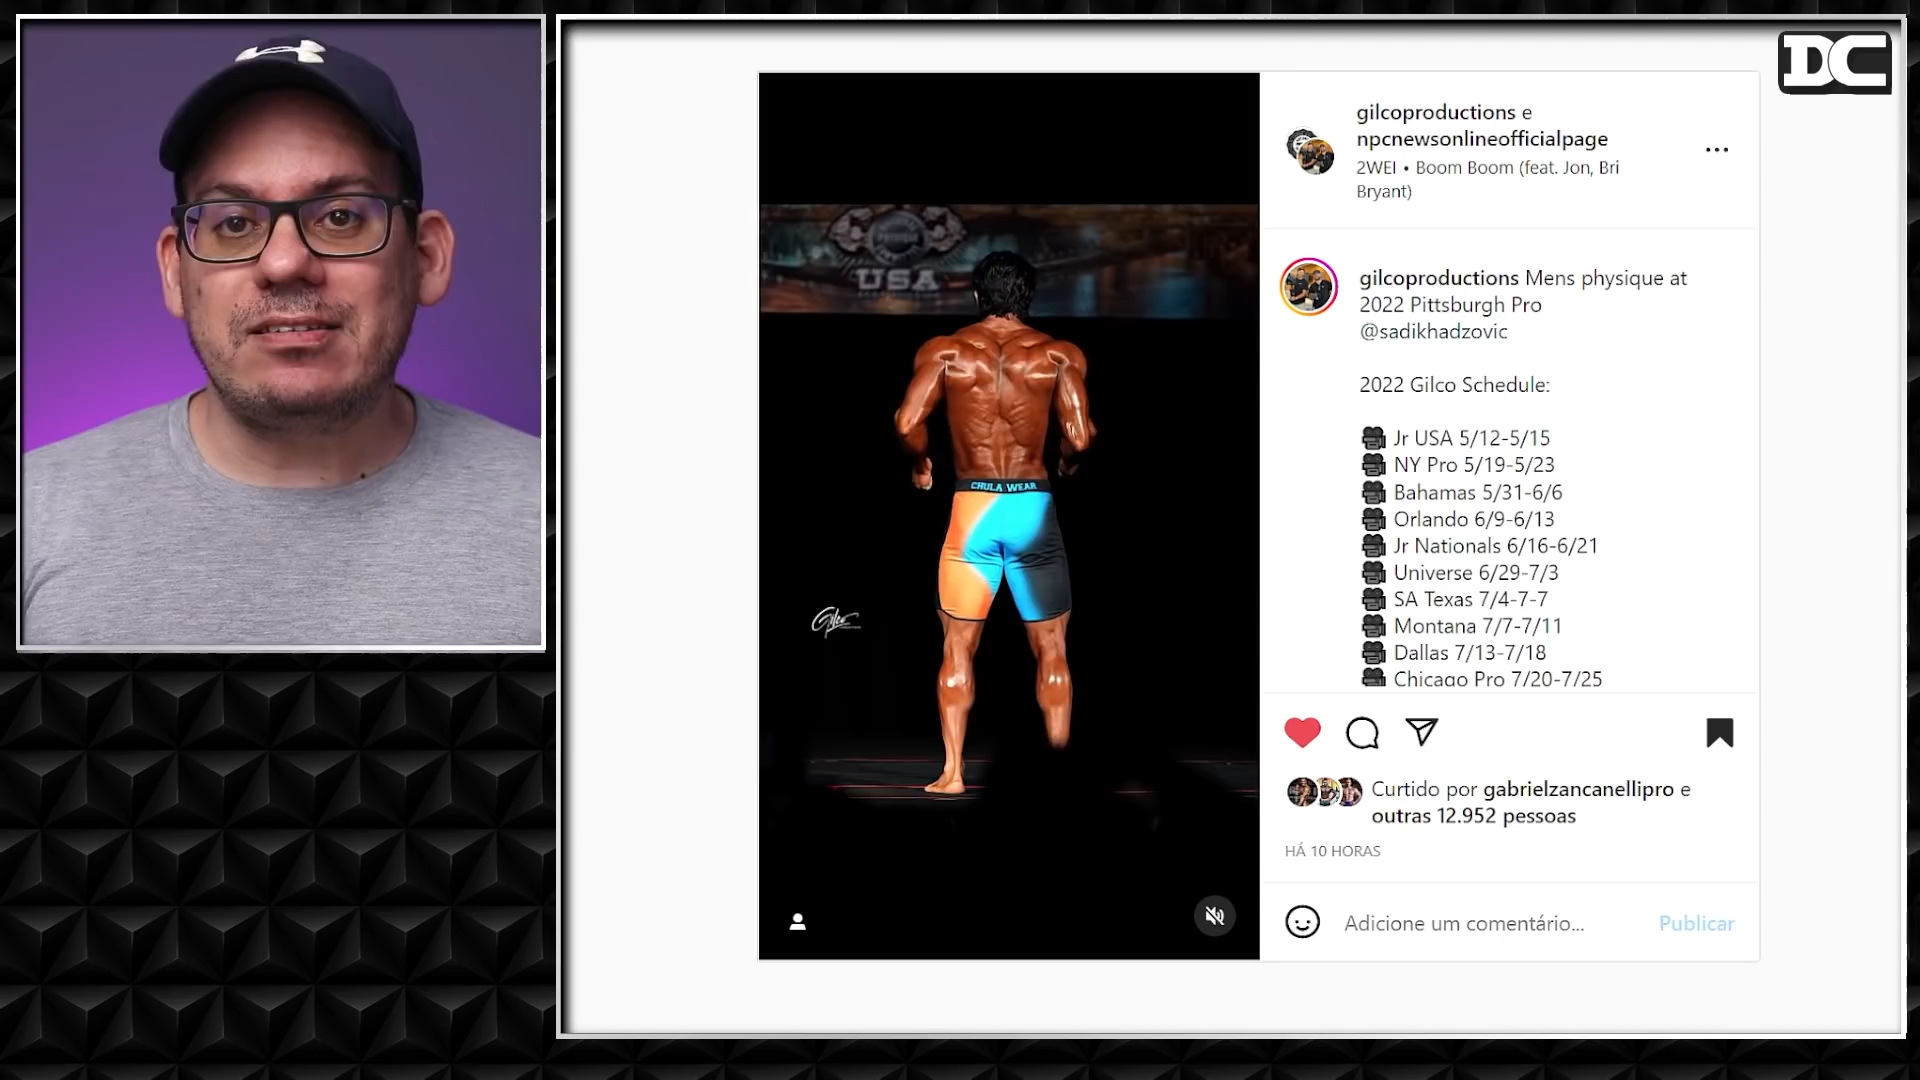 DC
USA
CHULA WEAR
Gilco
gilcoproductions e
npcnewsonlineofficialpage
2WEI • Boom Boom (feat. Jon, Bri
Bryant)
gilcoproductions Mens physique at
2022 Pittsburgh Pro
@sadikhadzovic
2022 Gilco Schedule:
🎥 Jr USA 5/12-5/15
🎥 NY Pro 5/19-5/23
🎥 Bahamas 5/31-6/6
🎥 Orlando 6/9-6/13
🎥 Jr Nationals 6/16-6/21
🎥 Universe 6/29-7/3
🎥 SA Texas 7/4-7-7
🎥 Montana 7/7-7/11
🎥 Dallas 7/13-7/18
🎥 Chicago Pro 7/20-7/25
Curtido por gabrielzancanellipro e
outras 12.952 pessoas
HÁ 10 HORAS
Adicione um comentário... Publicar